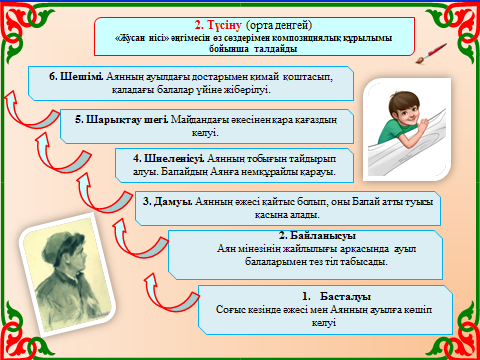 2. Түсіну (орта деңгей)
«Жусан иісі» әңгімесін өз сөздерімен композициялық құрылымы
бойынша талдайды
6. Шешімі. Аянның ауылдағы достарымен қимай қоштасып,
қаладағы балалар үйіне жіберілуі.
5. Шарықтау шегі. Майдандағы әкесінен қара қағаздың
келуі.
4. Шиеленісуі. Аянның тобығын тайдырып
алуы. Бапайдың Аянға немқұрайлы қарауы.
3. Дамуы. Аянның әжесі қайтыс болып, оны Бапай атты туысы
қасына алады.
2. Байланысуы
Аян мінезінің жайлылығы арқасында ауыл
балаларымен тез тіл табысады.
1. Басталуы
Соғыс кезінде әжесі мен Аянның ауылға көшіп
келуі